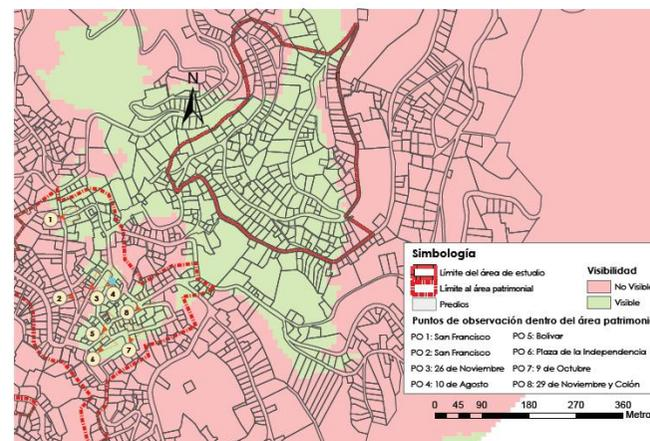 N
1
2
3
4
8
5
6
7
Simbología
Límite del área de estudio
Límite al área patrimonial
Predios
Visibilidad
No Visible
Visible
Puntos de observación dentro del área patrimonial
PO 1: San Francisco
PO 2: San Francisco
PO 3: 26 de Noviembre
PO 4: 10 de Agosto
PO 5: Bolivar
PO 6: Plaza de la Independencia
PO 7: 9 de Octubre
PO 8: 29 de Noviembre y Colón
0 45 90 180 270 360
Metro